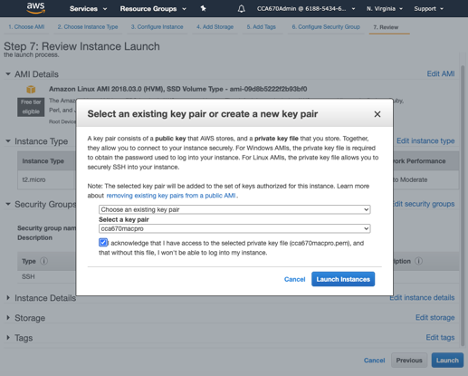 aws
Services
Resource Groups
CCA670Admin @ 6188-5434-6...
N. Virginia
Support
1. Choose AMI
2. Choose Instance Type
3. Configure Instance
4. Add Storage
5. Add Tags
6. Configure Security Group
7. Review
Step 7: Review Instance Launch
the launch process.
AMI Details
Edit AMI
Amazon Linux AMI 2018.03.0 (HVM), SSD Volume Type - ami-09d8b5222f2b93bf0
Free tier
eligible
Perl, and
Root Device
Select an existing key pair or create a new key pair
A key pair consists of a public key that AWS stores, and a private key file that you store. Together,
they allow you to connect to your instance securely. For Windows AMIs, the private key file is
required to obtain the password used to log into your instance. For Linux AMIs, the private key file allows you to
securely SSH into your instance.
Note: The selected key pair will be added to the set of keys authorized for this instance. Learn more
about removing existing key pairs from a public AMI.
Choose an existing key pair
Select a key pair
cca670macpro
acknowledge that I have access to the selected private key file (cca670macpro.pem), and
that without this file, I won't be able to log into my instance.
Cancel
Launch Instances
Instance Type
Edit instance type
Instance Type
ork Performance
t2.micro
to Moderate
Security Groups
dit security groups
Security group name
Description
Type
ption
SSH
Instance Details
Edit instance details
Storage
Edit storage
Tags
Edit tags
Cancel
Previous
Launch